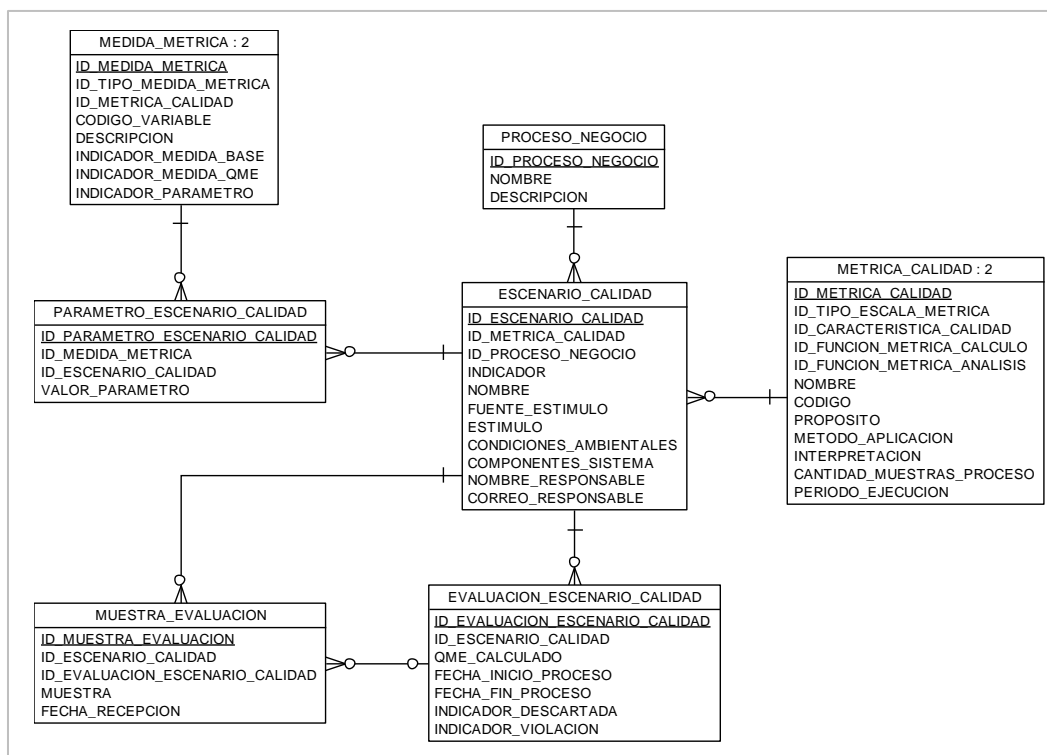 MEDIDA_METRICA : 2
ID_MEDIDA_METRICA
ID_TIPO_MEDIDA_METRICA
ID_METRICA_CALIDAD
CODIGO_VARIABLE
DESCRIPCION
INDICADOR_MEDIDA_BASE
INDICADOR_MEDIDA_QME
INDICADOR_PARAMETRO
PROCESO_NEGOCIO
ID_PROCESO_NEGOCIO
NOMBRE
DESCRIPCION
METRICA_CALIDAD : 2
ID_METRICA_CALIDAD
ID_TIPO_ESCALA_METRICA
ID_CARACTERISTICA_CALIDAD
ID_FUNCION_METRICA_CALCULO
ID_FUNCION_METRICA_ANALISIS
NOMBRE
CODIGO
PROPOSITO
METODO_APLICACION
INTERPRETACION
CANTIDAD_MUESTRAS_PROCESO
PERIODO_EJECUCION
ESCENARIO_CALIDAD
ID_ESCENARIO_CALIDAD
ID_METRICA_CALIDAD
ID_PROCESO_NEGOCIO
INDICADOR
NOMBRE
FUENTE_ESTIMULO
ESTIMULO
CONDICIONES_AMBIENTALES
COMPONENTES_SISTEMA
NOMBRE_RESPONSABLE
CORREO_RESPONSABLE
PARAMETRO_ESCENARIO_CALIDAD
ID_PARAMETRO_ESCENARIO_CALIDAD
ID_MEDIDA_METRICA
ID_ESCENARIO_CALIDAD
VALOR_PARAMETRO
MUESTRA_EVALUACION
ID_MUESTRA_EVALUACION
ID_ESCENARIO_CALIDAD
ID_EVALUACION_ESCENARIO_CALIDAD
MUESTRA
FECHA_RECEPCION
EVALUACION_ESCENARIO_CALIDAD
ID_EVALUACION_ESCENARIO_CALIDAD
ID_ESCENARIO_CALIDAD
QME_CALCULADO
FECHA_INICIO_PROCESO
FECHA_FIN_PROCESO
INDICADOR_DESCARTADA
INDICADOR_VIOLACION